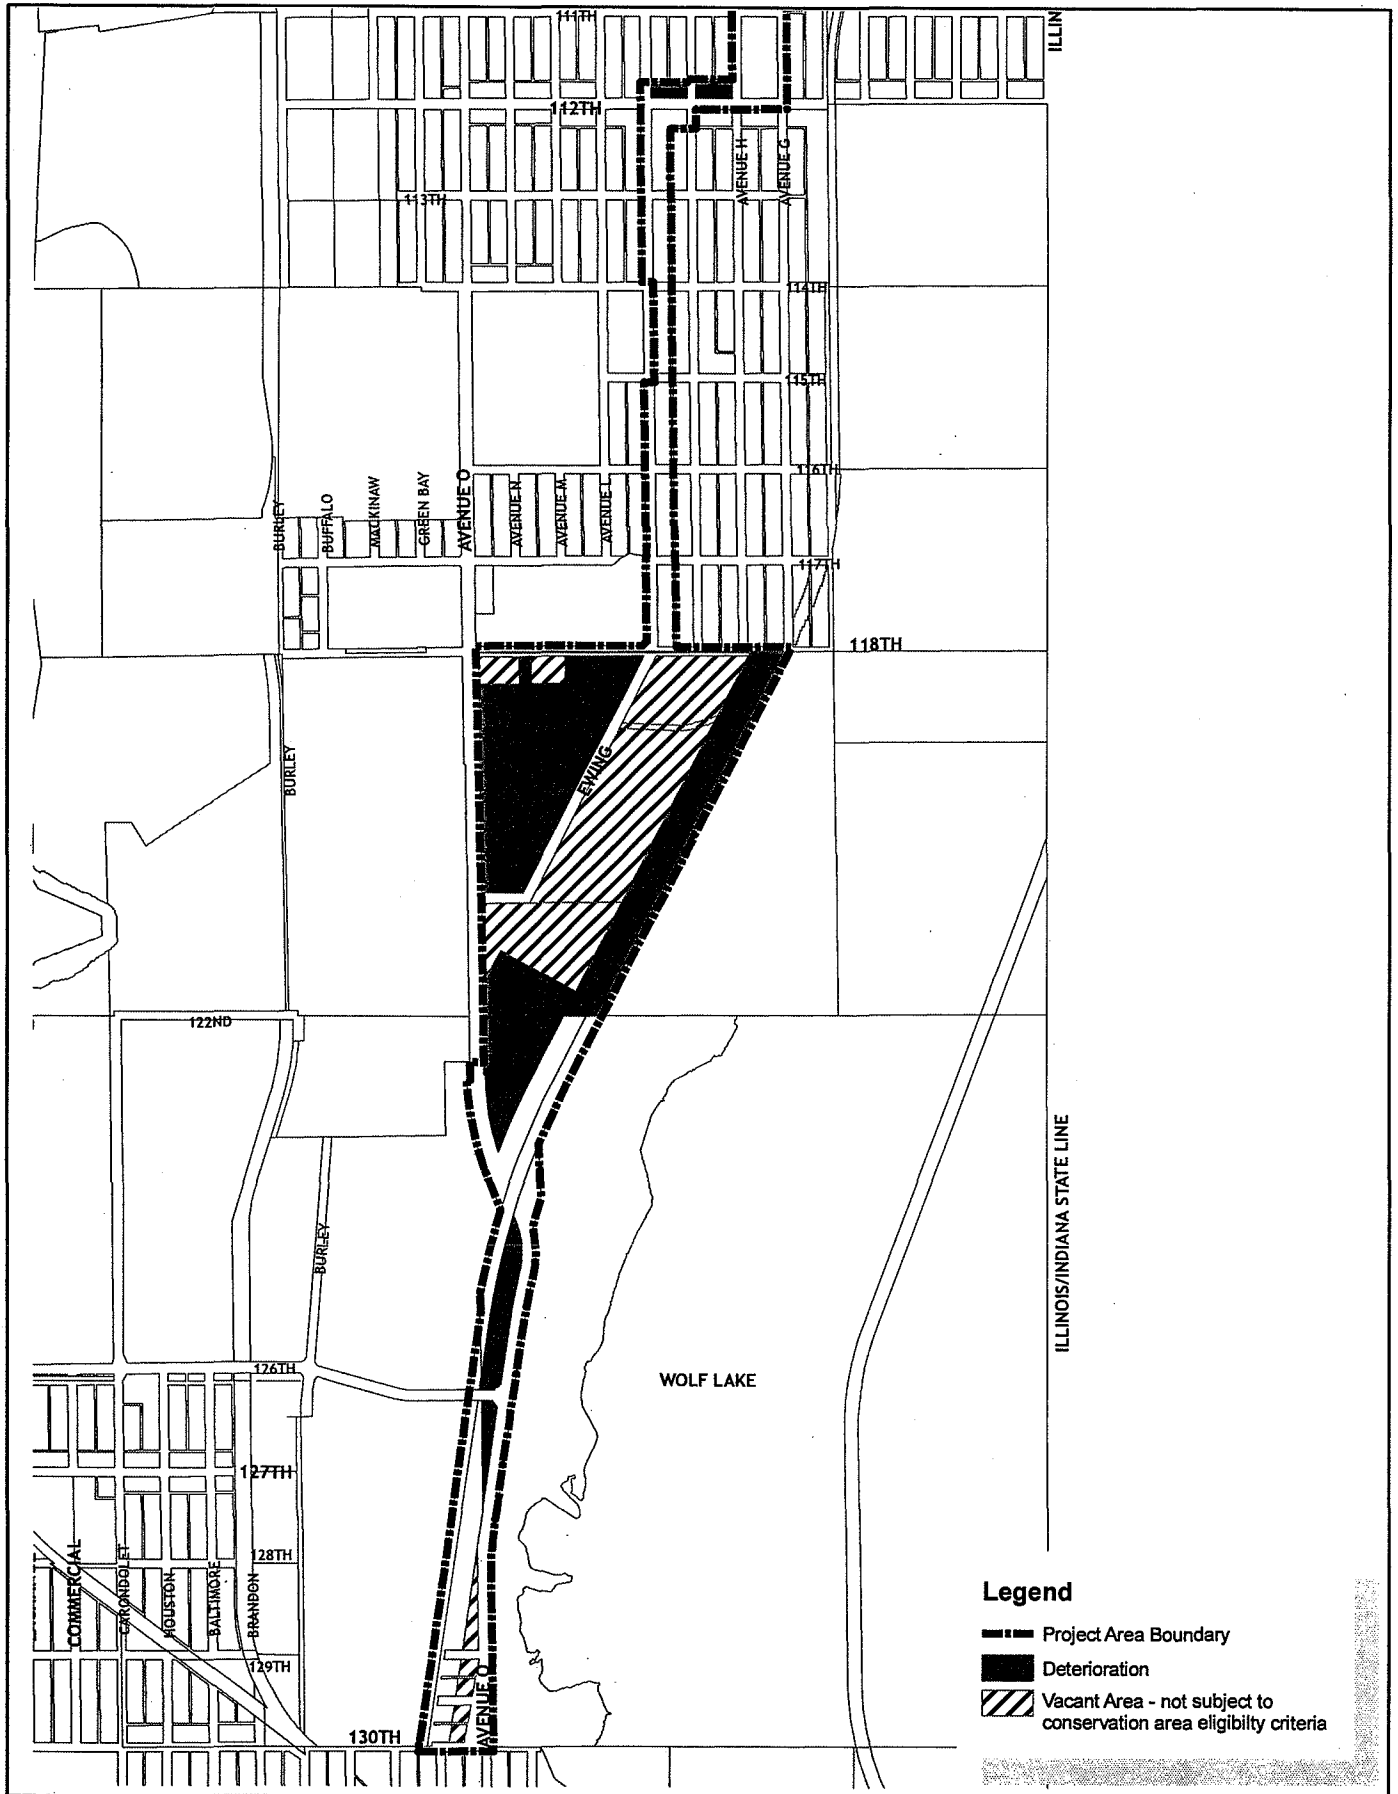 111TH
ILLIN
112TH
AVENUE H
AVENUE G
113TH
114TH
115TH
116TH
BURLEY
BUFFALO
MACKINAW
GREEN BAY
AVENUE O
AVENUE N
AVENUE M
AVENUE L
117TH
118TH
BURLEY
EWING
122ND
ILLINOIS/INDIANA STATE LINE
BURLEY
126TH
WOLF LAKE
127TH
128TH
COMMERCIAL
CARONDOLET
HOUSTON
BALTIMORE
BRANDON
129TH
AVENUE O
130TH
Legend
Project Area Boundary
Deterioration
Vacant Area - not subject to
conservation area eligibilty criteria